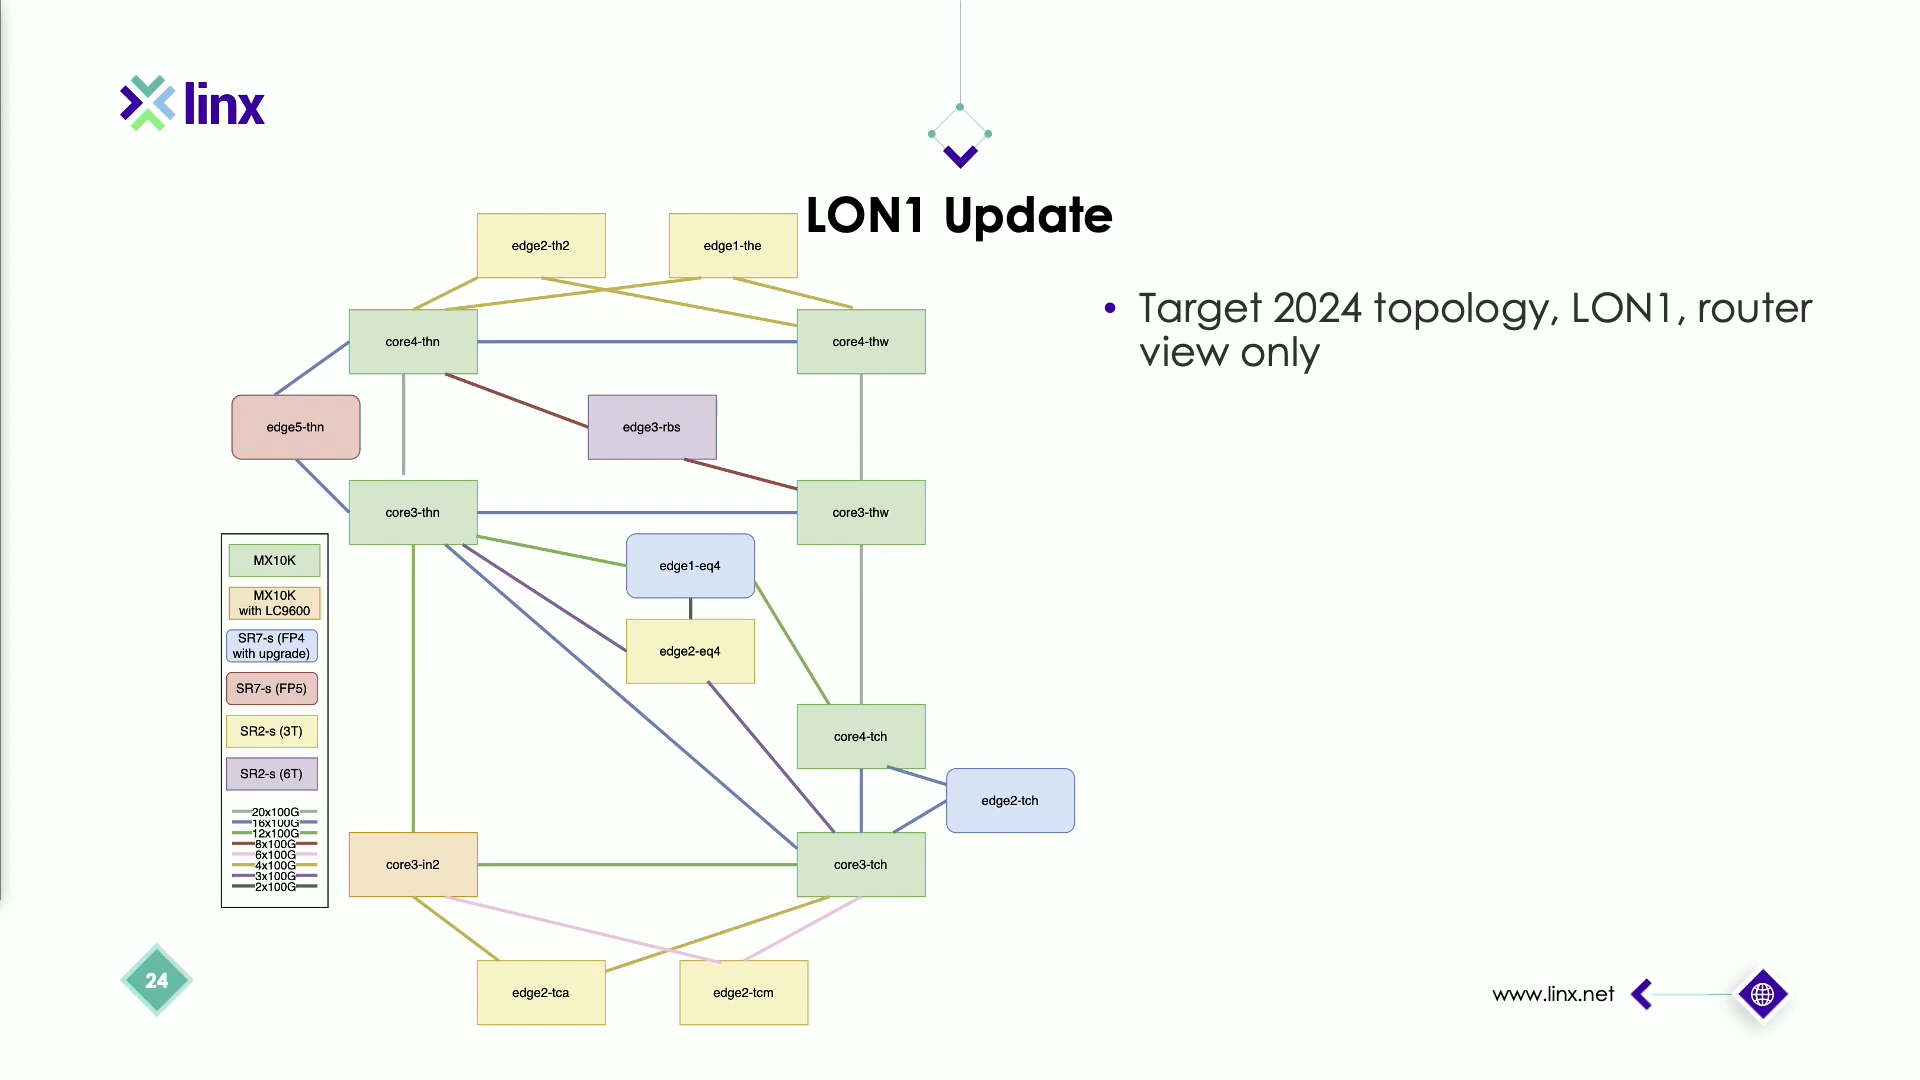 linx
LON1 Update
edge2-th2
edge1-the
• Target 2024 topology, LON1, router
view only
core4-thn
core4-thw
edge5-thn
edge3-rbs
core3-thn
core3-thw
edge1-eq4
edge2-eq4
core4-tch
edge2-tch
core3-in2
core3-tch
edge2-tca
edge2-tcm
MX10K
MX10K
with LC9600
SR7-s (FP4
with upgrade)
SR7-s (FP5)
SR2-s (3T)
SR2-s (6T)
20x100G
16x100G
12x100G
8x100G
6x100G
4x100G
3x100G
2x100G
24
www.linx.net